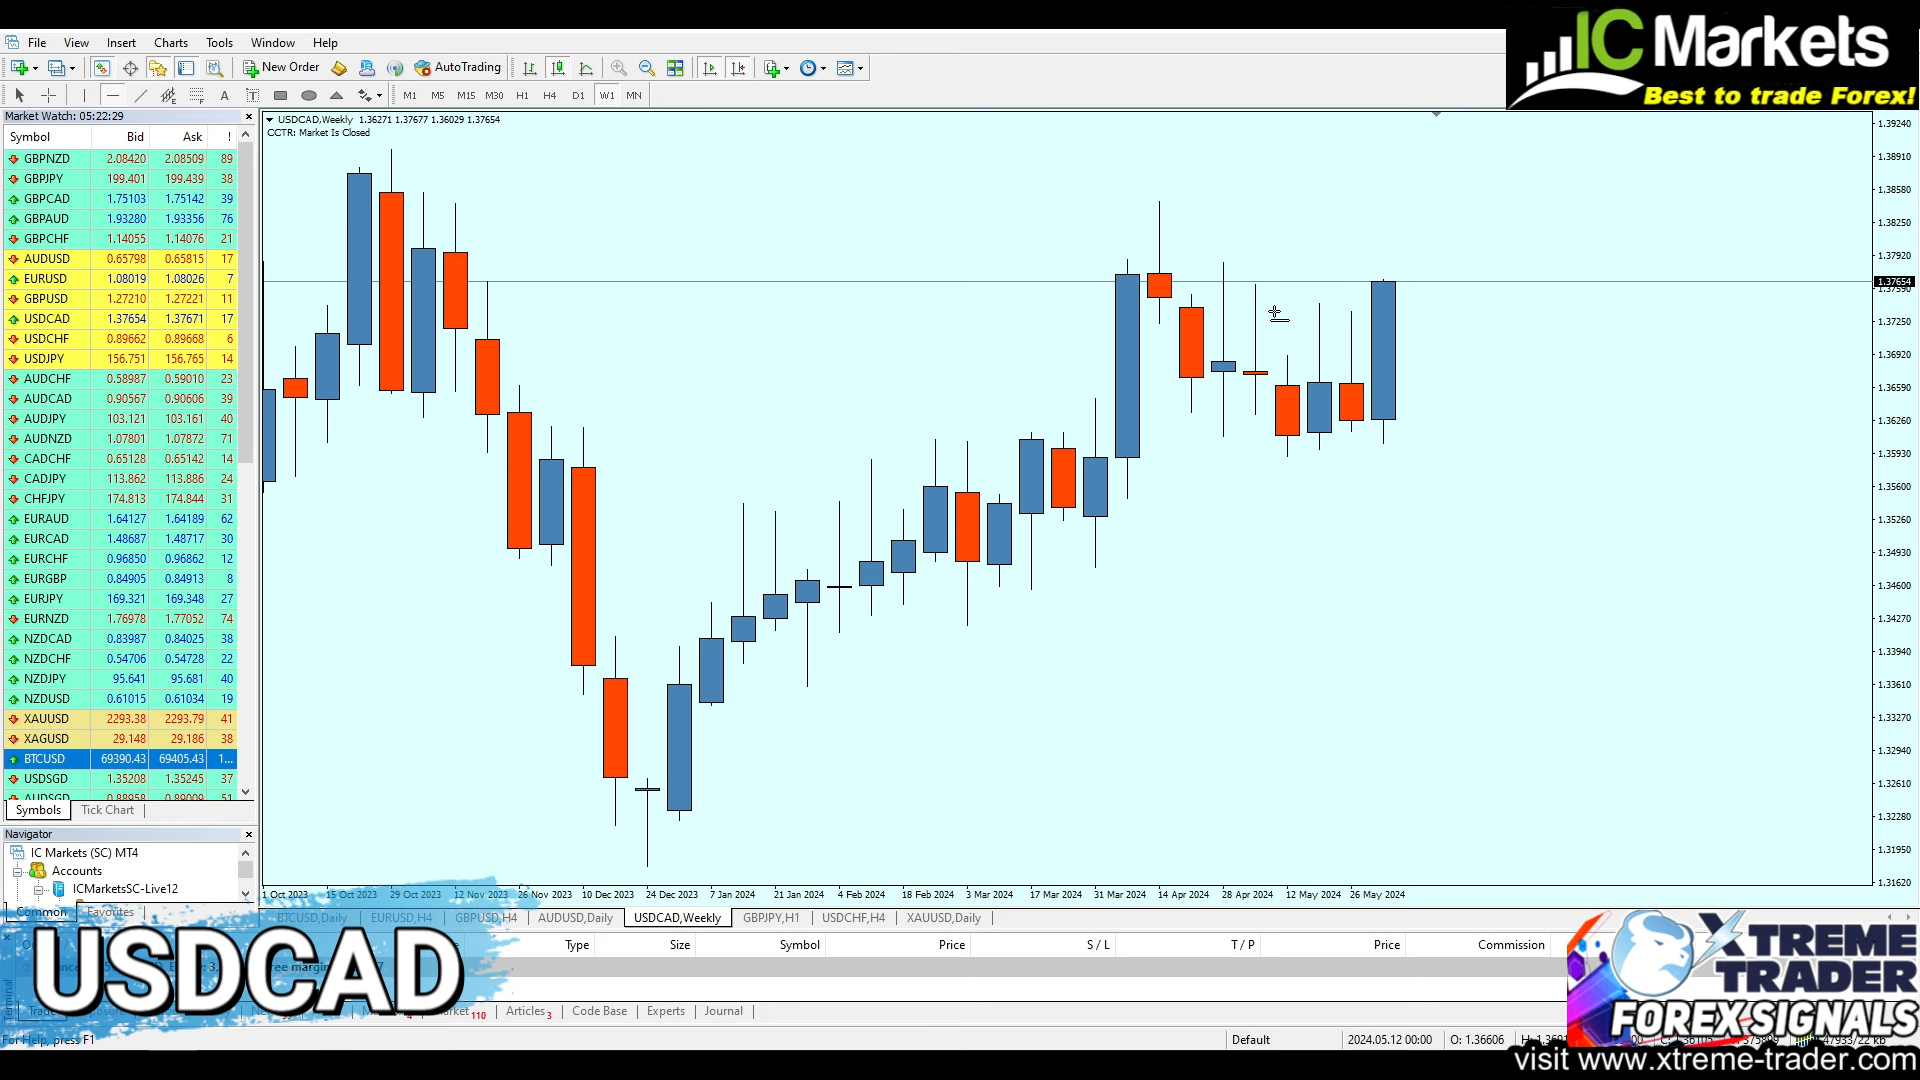 IC Markets
Best to trade Forex!
File View Insert Charts Tools Window Help
New Order AutoTrading
A T M1 M5 M15 M30 H1 H4 D1 W1 MN
Market Watch: 05:22:29
Symbol Bid Ask !
GBPNZD 2.08420 2.08509 89
GBPJPY 199.401 199.439 38
GBPCAD 1.75103 1.75142 39
GBPAUD 1.93280 1.93356 76
GBPCHF 1.14055 1.14076 21
AUDUSD 0.65798 0.65815 17
EURUSD 1.08019 1.08026 7
GBPUSD 1.27210 1.27221 11
USDCAD 1.37654 1.37671 17
USDCHF 0.89662 0.89668 6
USDJPY 156.751 156.765 14
AUDCHF 0.58987 0.59010 23
AUDCAD 0.90567 0.90606 39
AUDJPY 103.121 103.161 40
AUDNZD 1.07801 1.07872 71
CADCHF 0.65128 0.65142 14
CADJPY 113.862 113.886 24
CHFJPY 174.813 174.844 31
EURAUD 1.64127 1.64189 62
EURCAD 1.48687 1.48717 30
EURCHF 0.96850 0.96862 12
EURGBP 0.84905 0.84913 8
EURJPY 169.321 169.348 27
EURNZD 1.76978 1.77052 74
NZDCAD 0.83987 0.84025 38
NZDCHF 0.54706 0.54728 22
NZDJPY 95.641 95.681 40
NZDUSD 0.61015 0.61034 19
XAUUSD 2293.38 2293.79 41
XAGUSD 29.148 29.186 38
BTCUSD 69390.43 69405.43 1...
USDSGD 1.35208 1.35245 37
AUDSGD 0.88958 0.89009 51
Symbols Tick Chart
Navigator
IC Markets (SC) MT4
Accounts
ICMarketsSC-Live12
Common Favorites
USDCAD,Weekly 1.36271 1.37677 1.36029 1.37654
CCTR: Market Is Closed
1.39240
1.38910
1.38580
1.38250
1.37920
1.37654
1.37590
1.37250
1.36920
1.36590
1.36260
1.35930
1.35600
1.35260
1.34930
1.34600
1.34270
1.33940
1.33610
1.33270
1.32940
1.32610
1.32280
1.31950
1.31620
1 Oct 2023 15 Oct 2023 29 Oct 2023 12 Nov 2023 26 Nov 2023 10 Dec 2023 24 Dec 2023 7 Jan 2024 21 Jan 2024 4 Feb 2024 18 Feb 2024 3 Mar 2024 17 Mar 2024 31 Mar 2024 14 Apr 2024 28 Apr 2024 12 May 2024 26 May 2024
BTCUSD,Daily EURUSD,H4 GBPUSD,H4 AUDUSD,Daily USDCAD,Weekly GBPJPY,H1 USDCHF,H4 XAUUSD,Daily
Type Size Symbol Price S / L T / P Price Commission
USDCAD
110 Articles 3 Code Base Experts Journal
For Help, press F1
Default 2024.05.12 00:00 O: 1.36606
XTREME
TRADER
FOREX SIGNALS
visit www.xtreme-trader.com